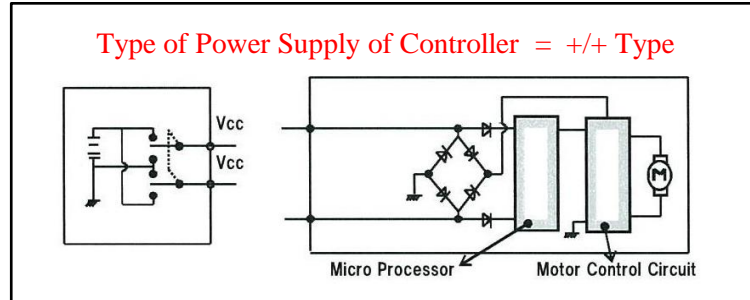 Type of Power Supply of Controller = +/+ Type
Vcc
Vcc
M
Micro Processor
Motor Control Circuit